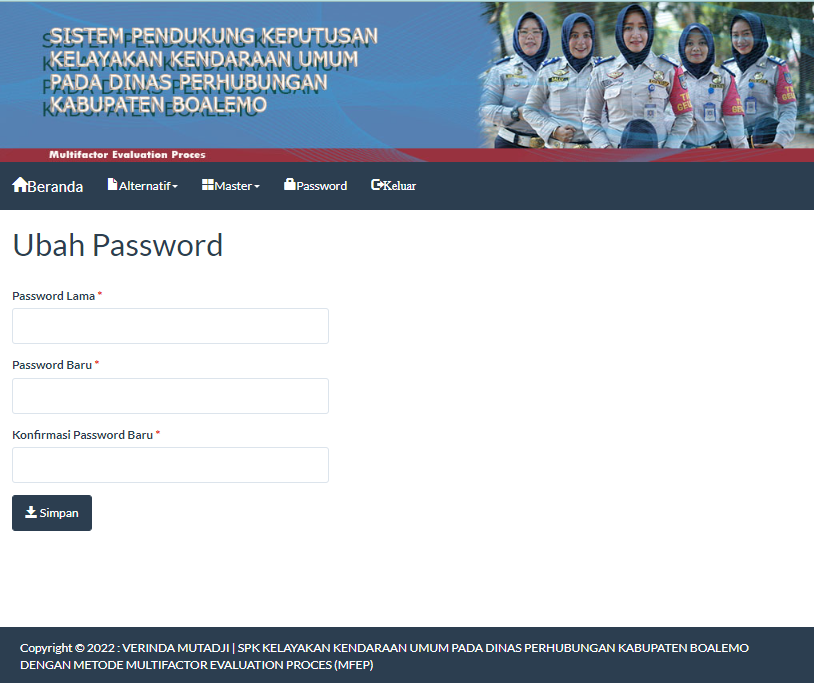 SISTEM PENDUKUNG KEPUTUSAN
KELAYAKAN KENDARAAN UMUM
PADA DINAS PERHUBUNGAN
KABUPATEN BOALEMO
Multifactor Evaluation Proces
Beranda Alternatif Master Password Keluar
Ubah Password
Password Lama *
Password Baru *
Konfirmasi Password Baru *
Simpan
Copyright © 2022 : VERINDA MUTADJI | SPK KELAYAKAN KENDARAAN UMUM PADA DINAS PERHUBUNGAN KABUPATEN BOALEMO
DENGAN METODE MULTIFACTOR EVALUATION PROCES (MFEP)